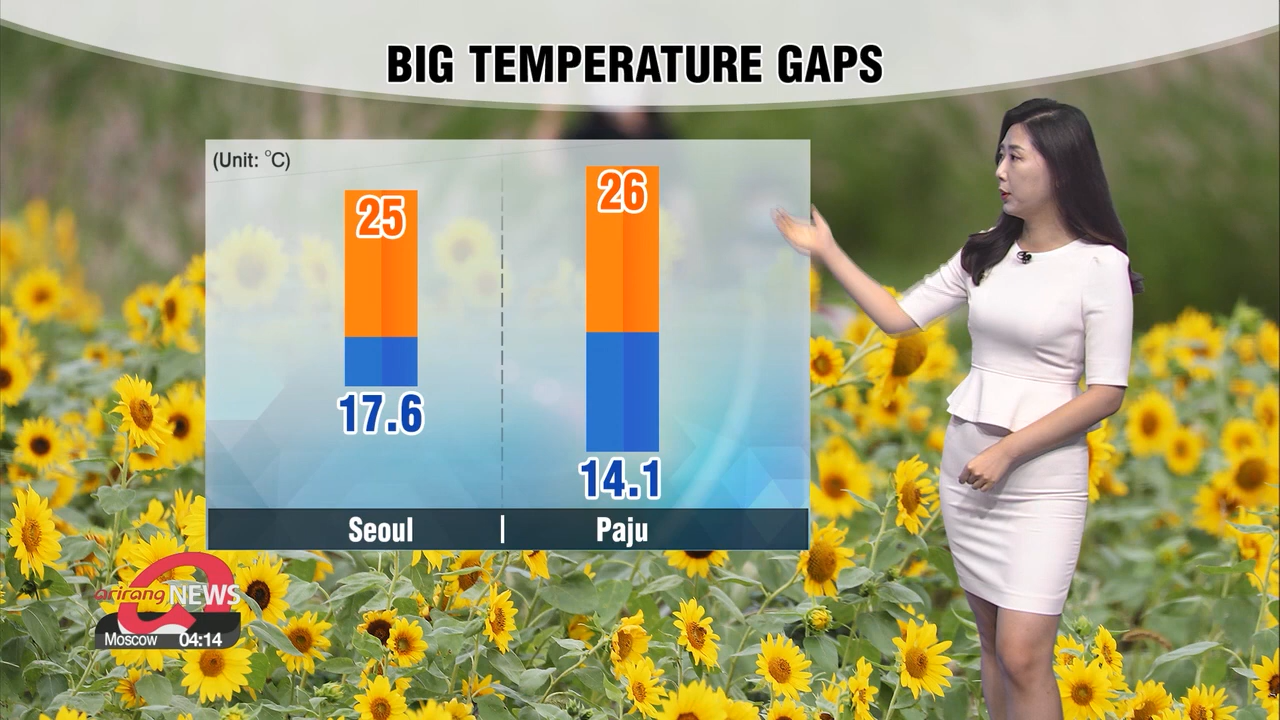 BIG TEMPERATURE GAPS
(Unit: °C)
25
26
17.6
14.1
Seoul | Paju
arirang NEWS
Moscow 04:14